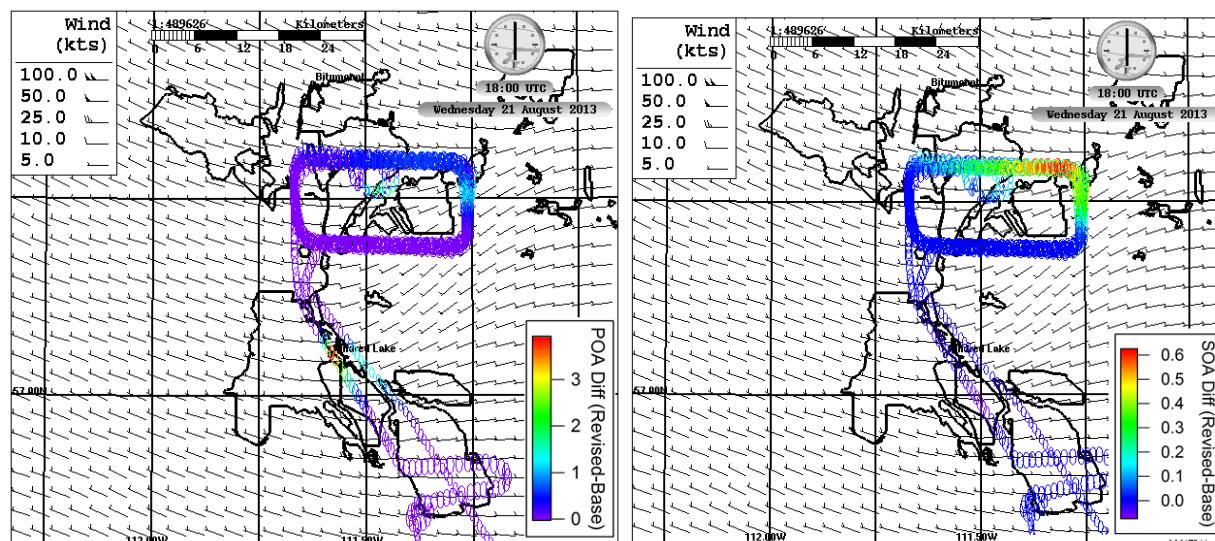 Wind
(kts)
100.0
50.0
25.0
10.0
5.0
1:489626
Kilometers
0 6 12 18 24
18:00 UTC
Wednesday 21 August 2013
57.00N
112.00W
111.50W
POA Diff (Revised-Base)
3
2
1
0
Wind
(kts)
100.0
50.0
25.0
10.0
5.0
1:489626
Kilometers
0 6 12 18 24
18:00 UTC
Wednesday 21 August 2013
57.00N
112.00W
111.50W
SOA Diff (Revised-Base)
0.6
0.5
0.4
0.3
0.2
0.1
0.0